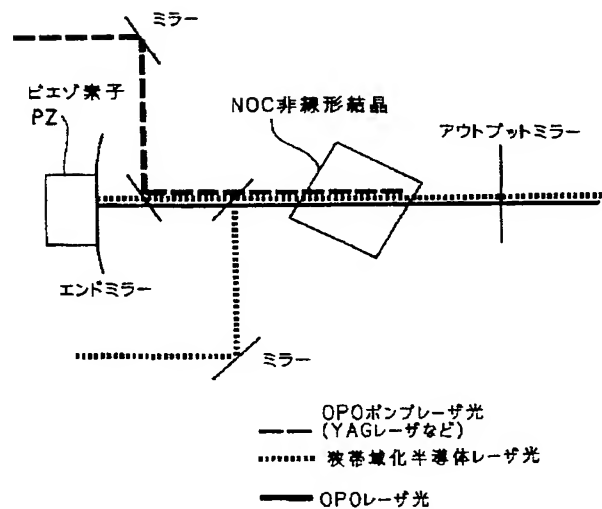 ミラー
ピエゾ素子
PZ
NOC非線形結晶
アウトプットミラー
エンドミラー
ミラー
OPOポンプレーザ光
(YAGレーザなど)
狭帯域化半導体レーザ光
OPOレーザ光